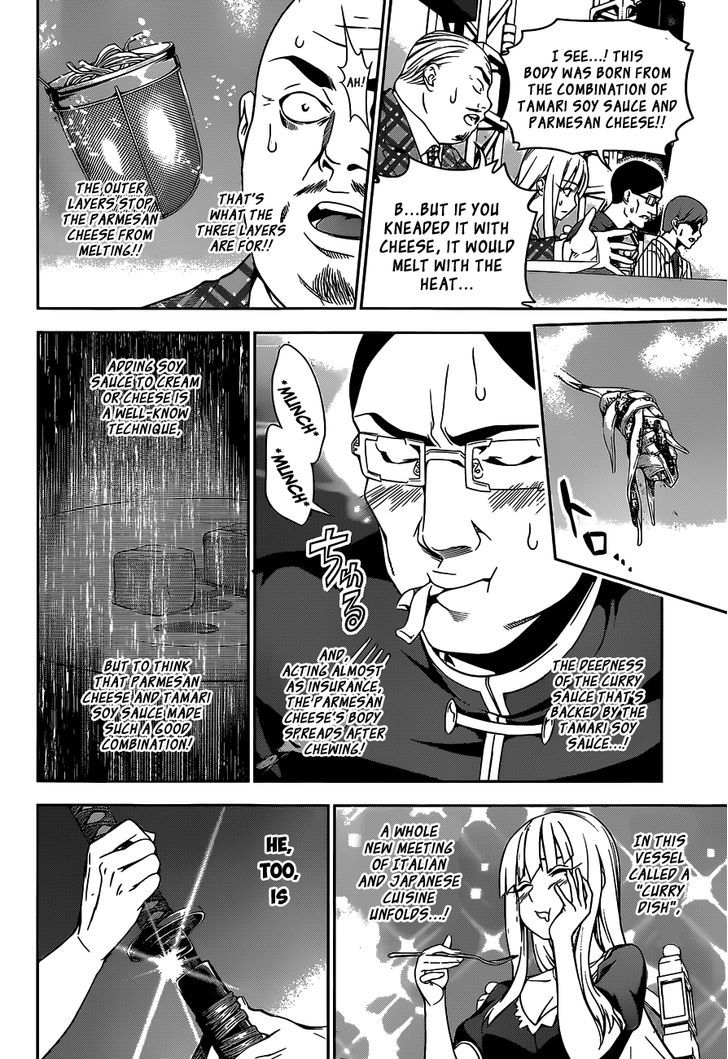 I SEE...! THIS
BODY WAS BORN FROM
THE COMBINATION OF
TAMARI SOY SAUCE AND
PARMESAN CHEESE!!
B...BUT IF YOU
KNEADED IT WITH
CHEESE, IT WOULD
MELT WITH THE
HEAT...
AH!
THAT'S
WHAT THE
THREE LAYERS
ARE FOR!!
THE OUTER
LAYERS STOP
THE PARMESAN
CHEESE FROM
MELTING!!
トロ...
*MUNCH*
*MUNCH*
ちゅるる
THE DEEPNESS OF
THE CURRY
SAUCE THAT'S
BACKED BY THE
TAMARI SOY
SAUCE...!
AND,
ACTING ALMOST
AS INSURANCE,
THE PARMESAN
CHEESE'S BODY
SPREADS AFTER
CHEWING!
ADDING SOY
SAUCE TO CREAM
OR CHEESE IS
A WELL-KNOW
TECHNIQUE,
BUT TO THINK
THAT PARMESAN
CHEESE AND TAMARI
SOY SAUCE MADE
SUCH A GOOD
COMBINATION!
IN THIS
VESSEL
CALLED A
"CURRY
DISH",
A WHOLE
NEW MEETING
OF ITALIAN
AND JAPANESE
CUISINE
UNFOLDS...!
HE,
TOO,
IS